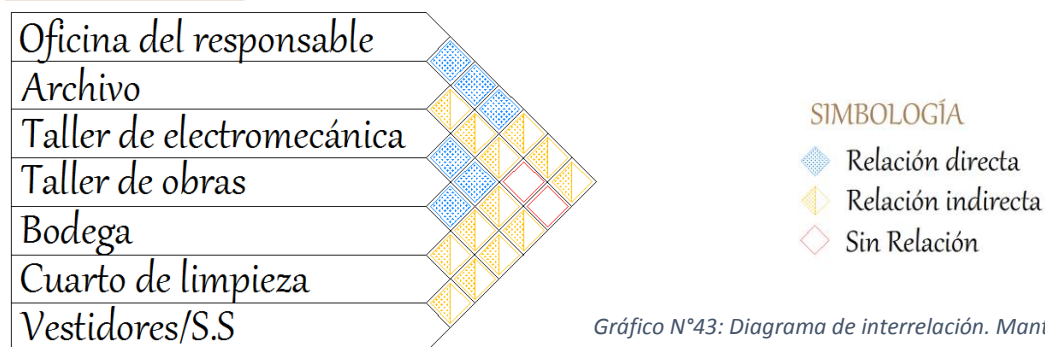 Oficina del responsable
Archivo
Taller de electromecánica
Taller de obras
Bodega
Cuarto de limpieza
Vestidores/S.S
SIMBOLOGÍA
Relación directa
Relación indirecta
Sin Relación
Gráfico N°43: Diagrama de interrelación. Mant